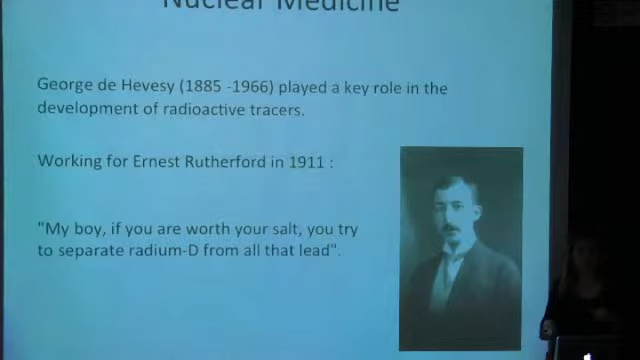 Nuclear Medicine
George de Hevesy (1885 -1966) played a key role in the
development of radioactive tracers.
Working for Ernest Rutherford in 1911 :
"My boy, if you are worth your salt, you try
to separate radium-D from all that lead".